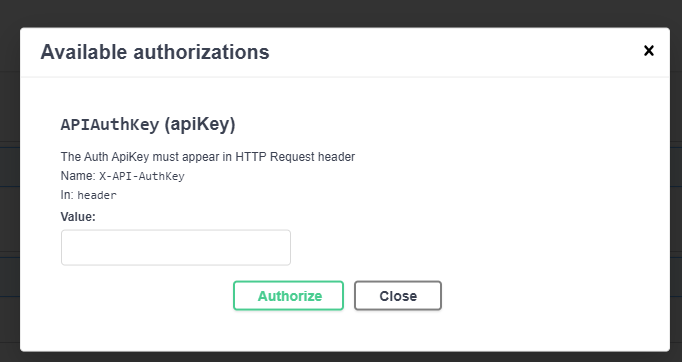 Available authorizations
APIAuthKey (apiKey)
The Auth ApiKey must appear in HTTP Request header
Name: X-API-AuthKey
In: header
Value:
Authorize Close